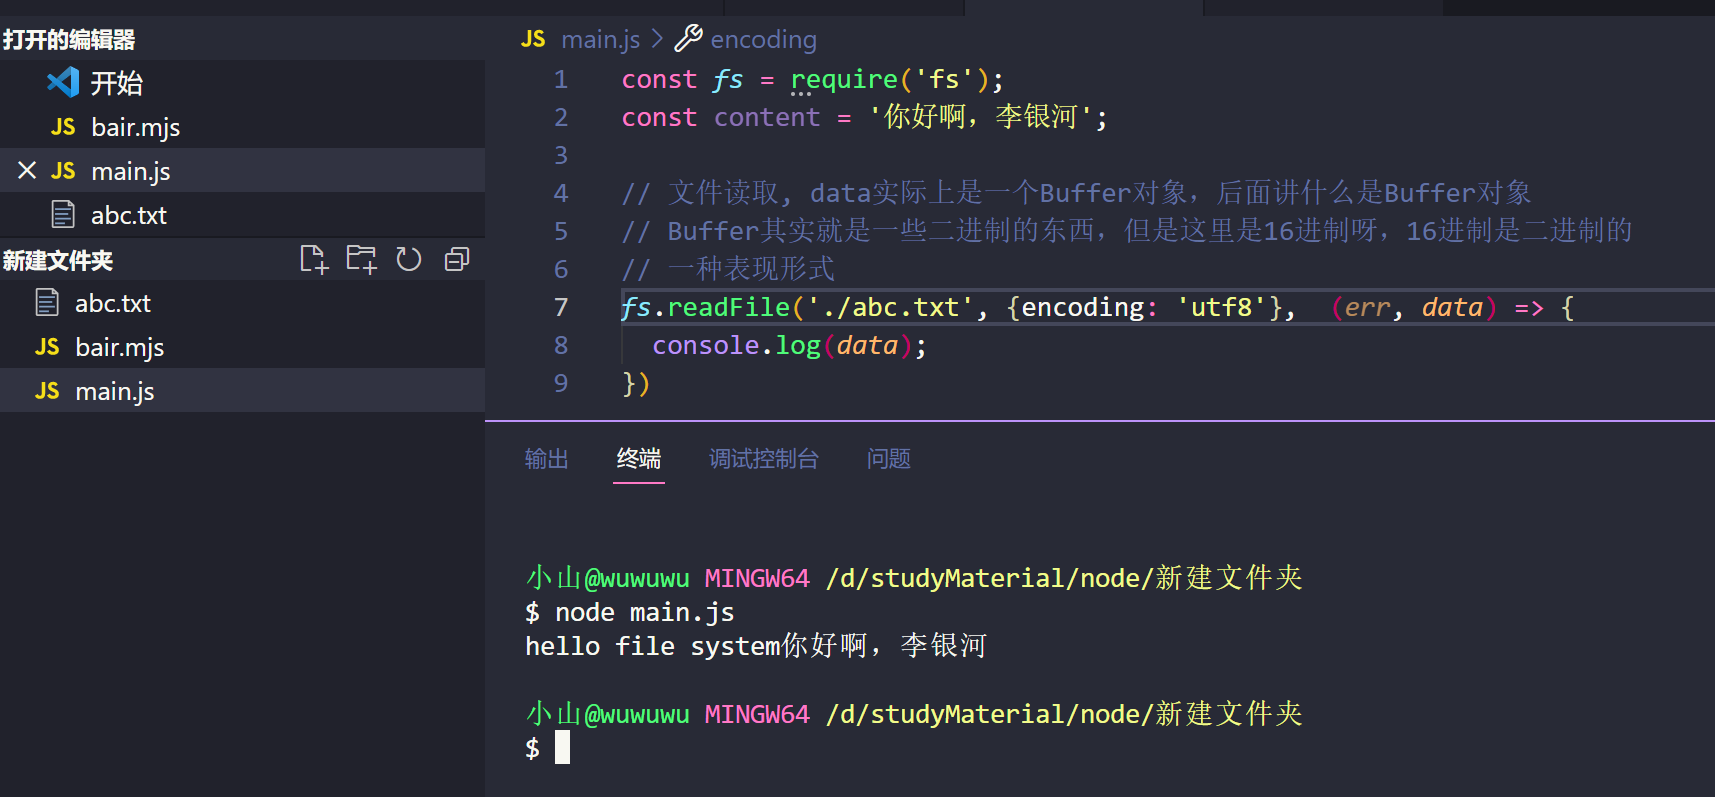 打开的编辑器
开始
JS bair.mjs
JS main.js
abc.txt
新建文件夹
abc.txt
JS bair.mjs
JS main.js
JS main.js > encoding
1 const fs = require('fs');
2 const content = '你好啊，李银河';
3
4 // 文件读取, data实际上是一个Buffer对象，后面讲什么是Buffer对象
5 // Buffer其实就是一些二进制的东西，但是这里是16进制呀，16进制是二进制的
6 // 一种表现形式
7 fs.readFile('./abc.txt', {encoding: 'utf8'},  (err, data) => {
8   console.log(data);
9 })
输出 终端 调试控制台 问题
小山@wuwuwu MINGW64 /d/studyMaterial/node/新建文件夹
$ node main.js
hello file system你好啊，李银河
小山@wuwuwu MINGW64 /d/studyMaterial/node/新建文件夹
$